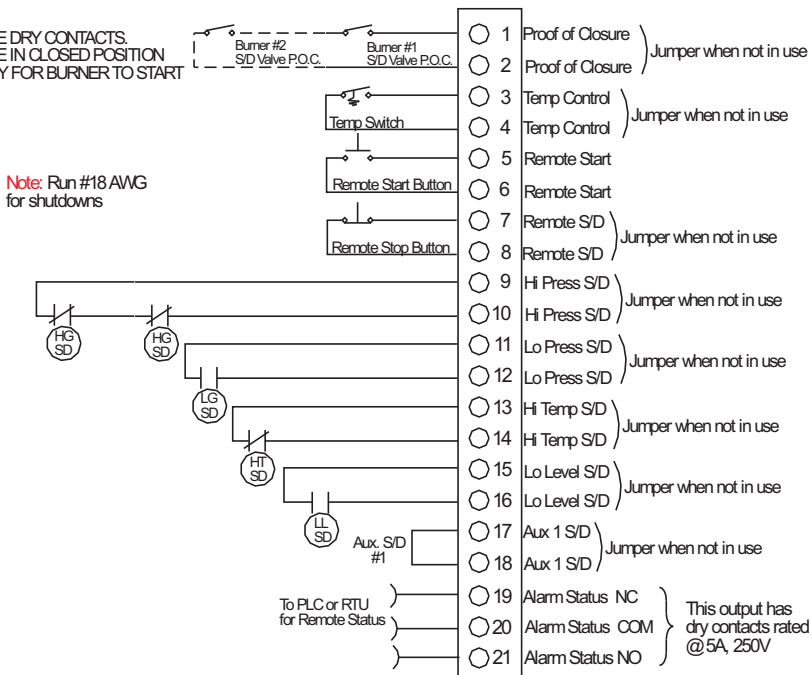 E DRY CONTACTS.
E IN CLOSED POSITION
Y FOR BURNER TO START
Burner #2
S/D Valve P.O.C.
Burner #1
S/D Valve P.O.C.
1 Proof of Closure
2 Proof of Closure
Jumper when not in use
3 Temp Control
4 Temp Control
Jumper when not in use
Temp Switch
5 Remote Start
6 Remote Start
Remote Start Button
Note: Run #18 AWG
for shutdowns
7 Remote S/D
8 Remote S/D
Jumper when not in use
Remote Stop Button
9 Hi Press S/D
10 Hi Press S/D
Jumper when not in use
HG
SD
HG
SD
11 Lo Press S/D
12 Lo Press S/D
Jumper when not in use
LG
SD
13 Hi Temp S/D
14 Hi Temp S/D
Jumper when not in use
HT
SD
15 Lo Level S/D
16 Lo Level S/D
Jumper when not in use
LL
SD
17 Aux 1 S/D
18 Aux 1 S/D
Jumper when not in use
Aux. S/D
#1
To PLC or RTU
for Remote Status
19 Alarm Status NC
20 Alarm Status COM
21 Alarm Status NO
This output has
dry contacts rated
@ 5A, 250V